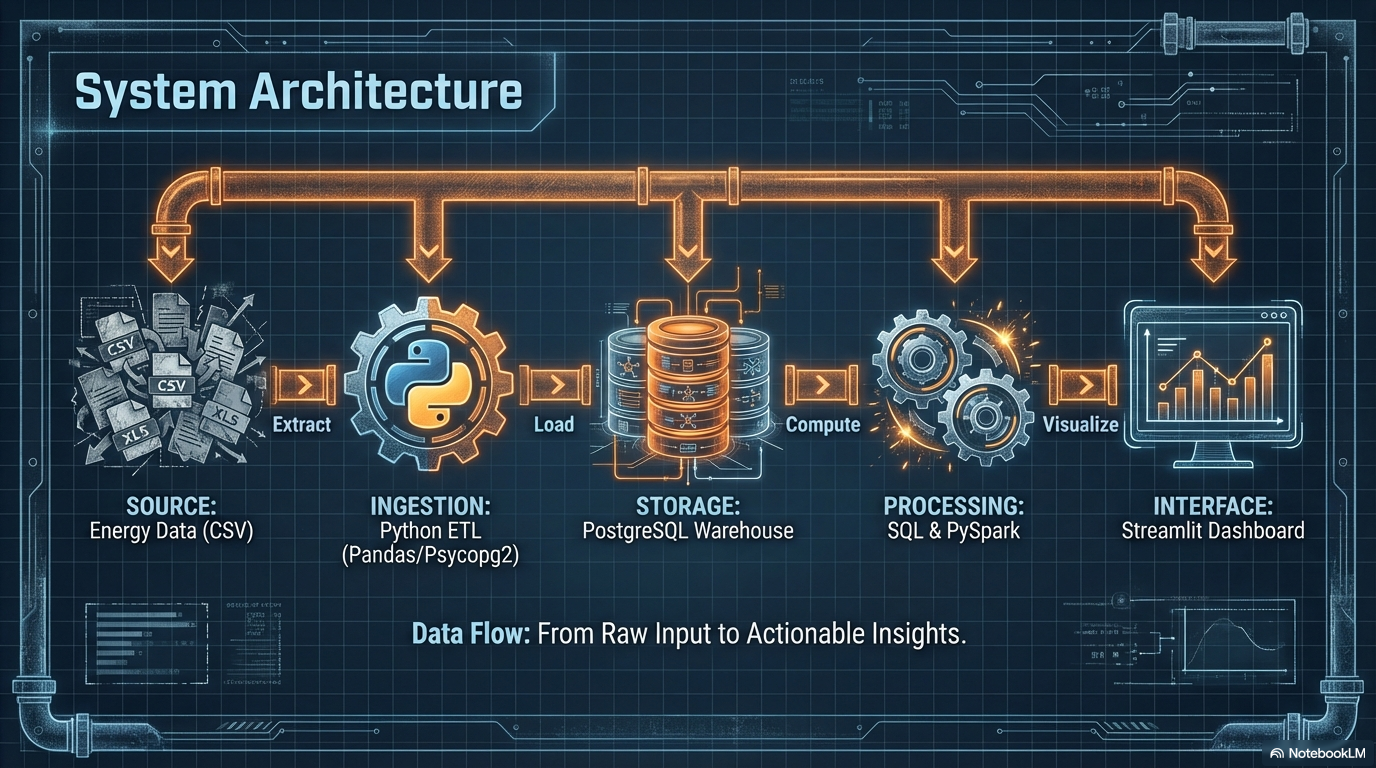 System Architecture
CSV
CSV
XLS
XLS
Extract
Load
Compute
Visualize
SOURCE:
Energy Data (CSV)
INGESTION:
Python ETL
(Pandas/Psycopg2)
STORAGE:
PostgreSQL Warehouse
PROCESSING:
SQL & PySpark
INTERFACE:
Streamlit Dashboard
Data Flow: From Raw Input to Actionable Insights.
NotebookLM